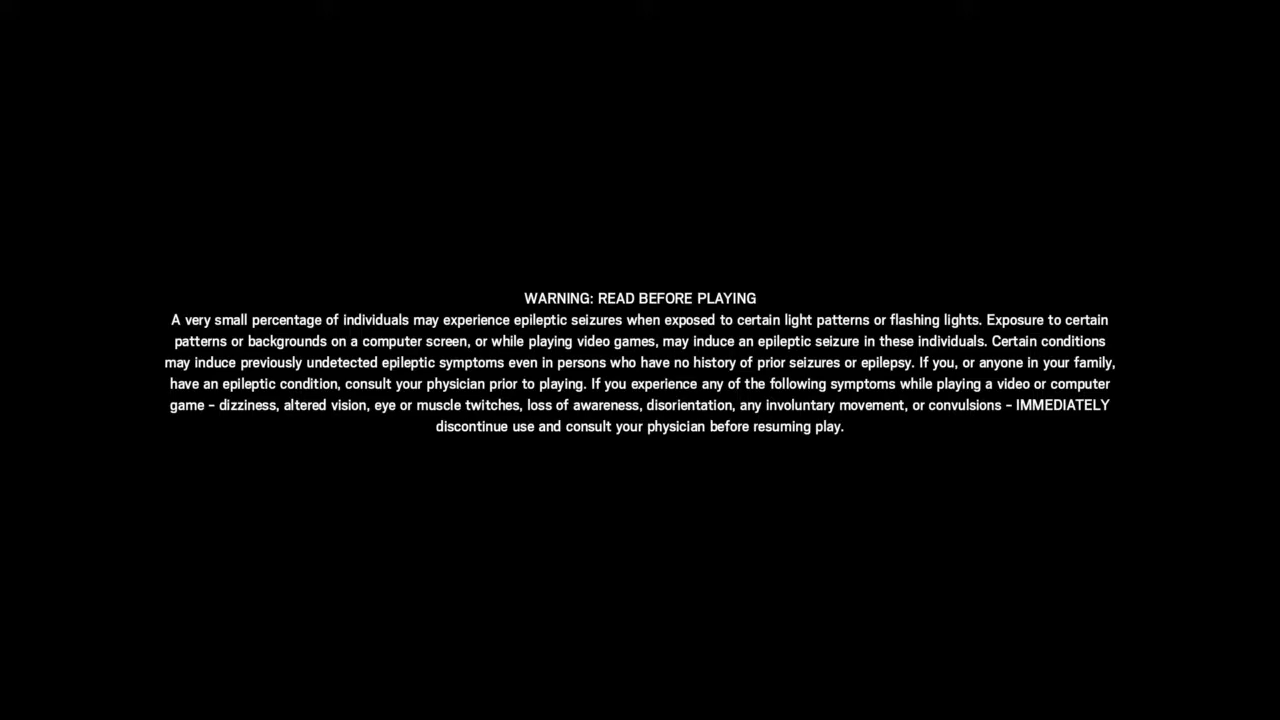 WARNING: READ BEFORE PLAYING
A very small percentage of individuals may experience epileptic seizures when exposed to certain light patterns or flashing lights. Exposure to certain
patterns or backgrounds on a computer screen, or while playing video games, may induce an epileptic seizure in these individuals. Certain conditions
may induce previously undetected epileptic symptoms even in persons who have no history of prior seizures or epilepsy. If you, or anyone in your family,
have an epileptic condition, consult your physician prior to playing. If you experience any of the following symptoms while playing a video or computer
game - dizziness, altered vision, eye or muscle twitches, loss of awareness, disorientation, any involuntary movement, or convulsions - IMMEDIATELY
discontinue use and consult your physician before resuming play.